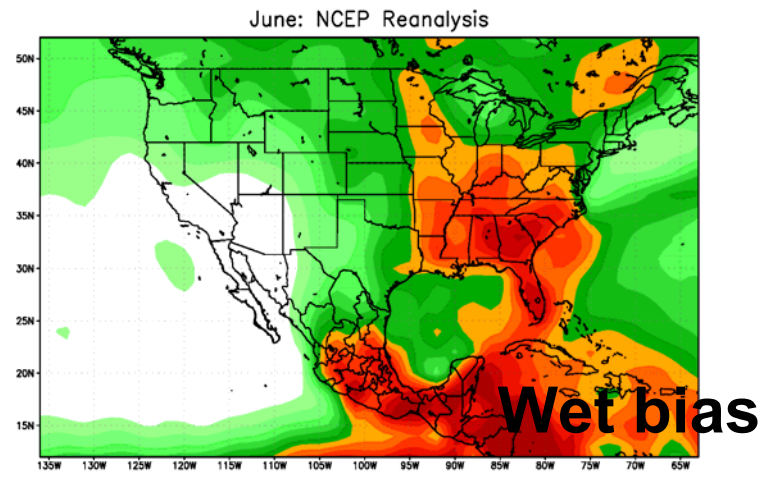 June: NCEP Reanalysis
50N
45N
40N
35N
30N
25N
20N
15N
Wet bias
135W 130W 125W 120W 115W 110W 105W 100W 95W 90W 85W 80W 75W 70W 65W